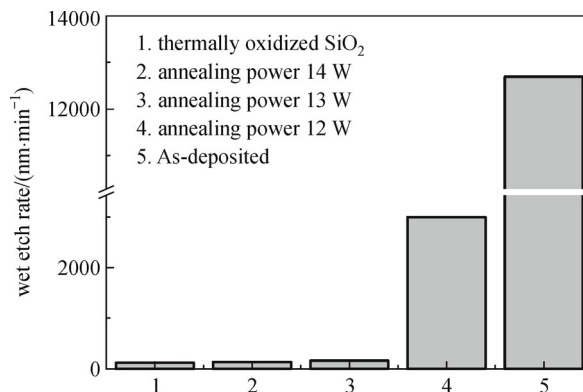 14000
12000
2000
0
wet etch rate/(nm·min⁻¹)
1. thermally oxidized SiO₂
2. annealing power 14 W
3. annealing power 13 W
4. annealing power 12 W
5. As-deposited
1 2 3 4 5